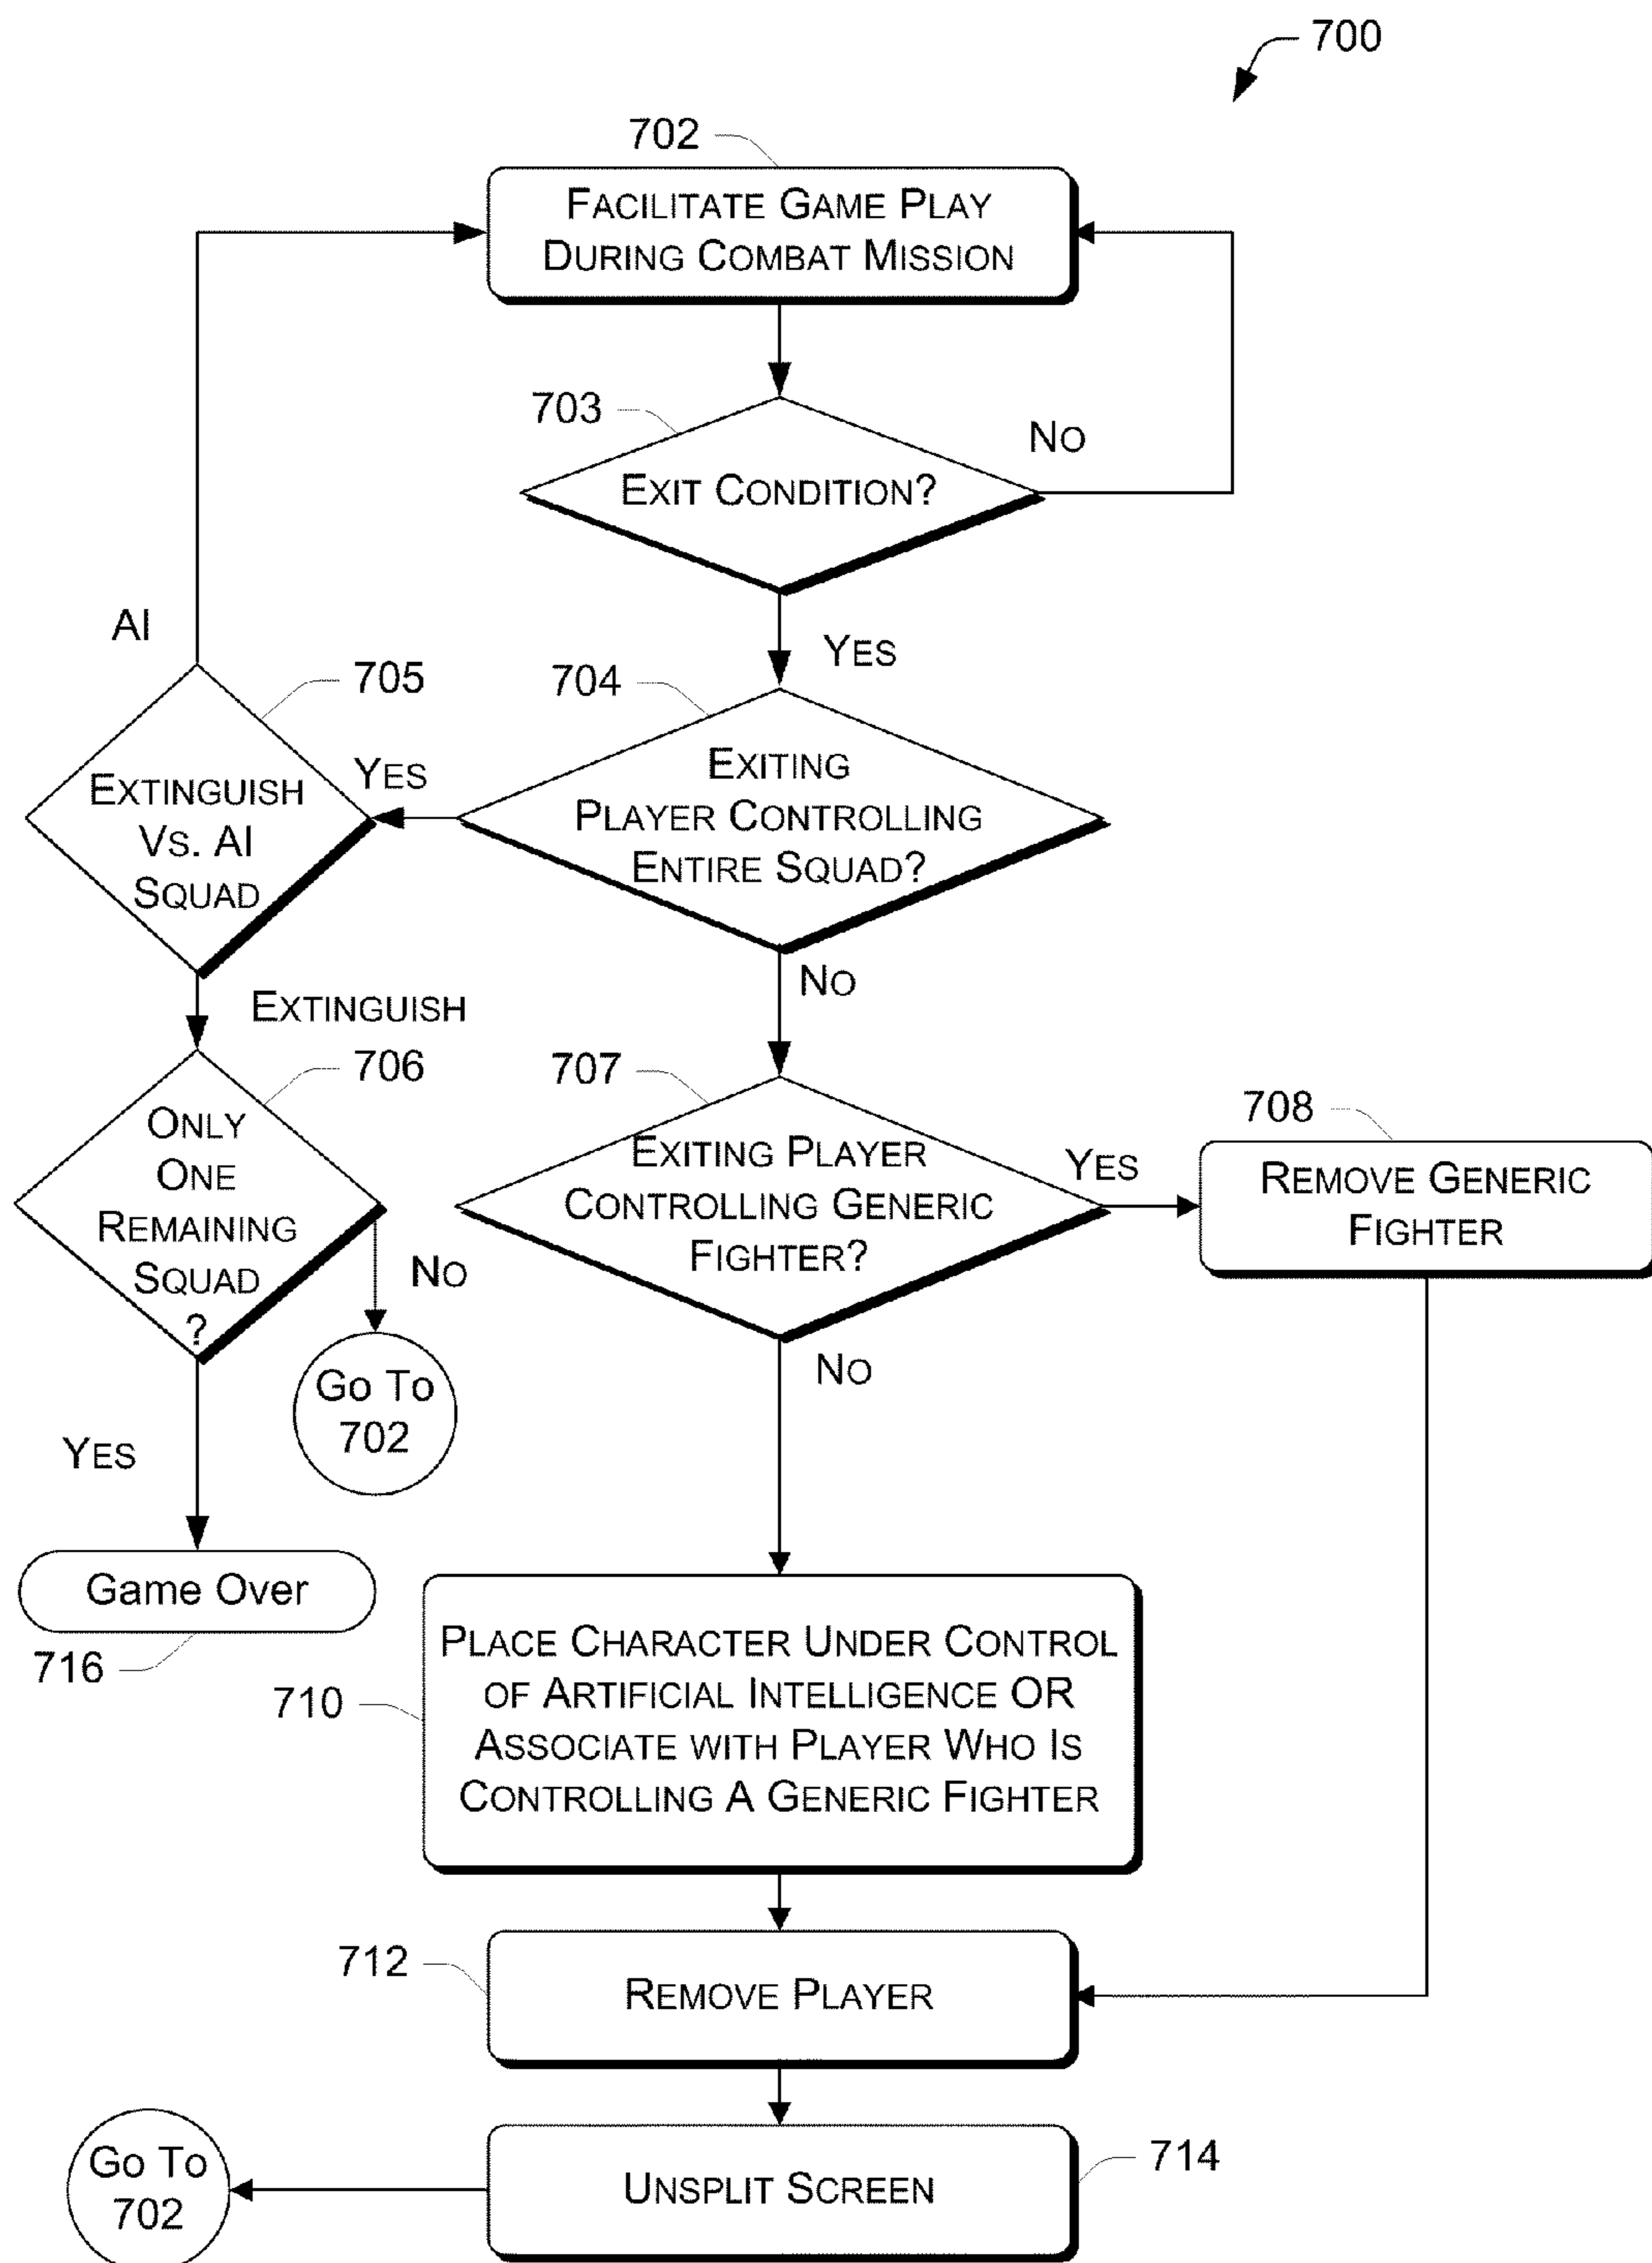 700
702
FACILITATE GAME PLAY
DURING COMBAT MISSION
703
NO
EXIT CONDITION?
AI
YES
705
704
EXTINGUISH
VS. AI
SQUAD
YES
EXITING
PLAYER CONTROLLING
ENTIRE SQUAD?
NO
EXTINGUISH
706
707
708
ONLY
ONE
REMAINING
SQUAD
?
NO
EXITING PLAYER
CONTROLLING GENERIC
FIGHTER?
YES
REMOVE GENERIC
FIGHTER
NO
Go To
702
YES
Game Over
716
710
PLACE CHARACTER UNDER CONTROL
OF ARTIFICIAL INTELLIGENCE OR
ASSOCIATE WITH PLAYER WHO IS
CONTROLLING A GENERIC FIGHTER
712
REMOVE PLAYER
Go To
702
UNSPLIT SCREEN
714